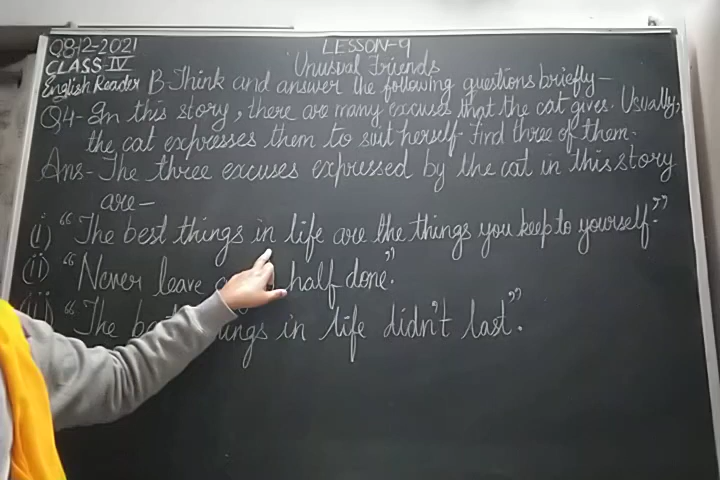 08-12-2021
LESSON-9
CLASS-IV
Unusual Friends
English Reader B-Think and answer the following questions briefly-
Q4-In this story, there are many excuses that the cat gives. Usually,
the cat expresses them to suit herself. Find three of them.
Ans-The three excuses expressed by the cat in this story
are-
(i) "The best things in life are the things you keep to yourself."
(ii) "Never leave half done."
"The things in life didn't last".